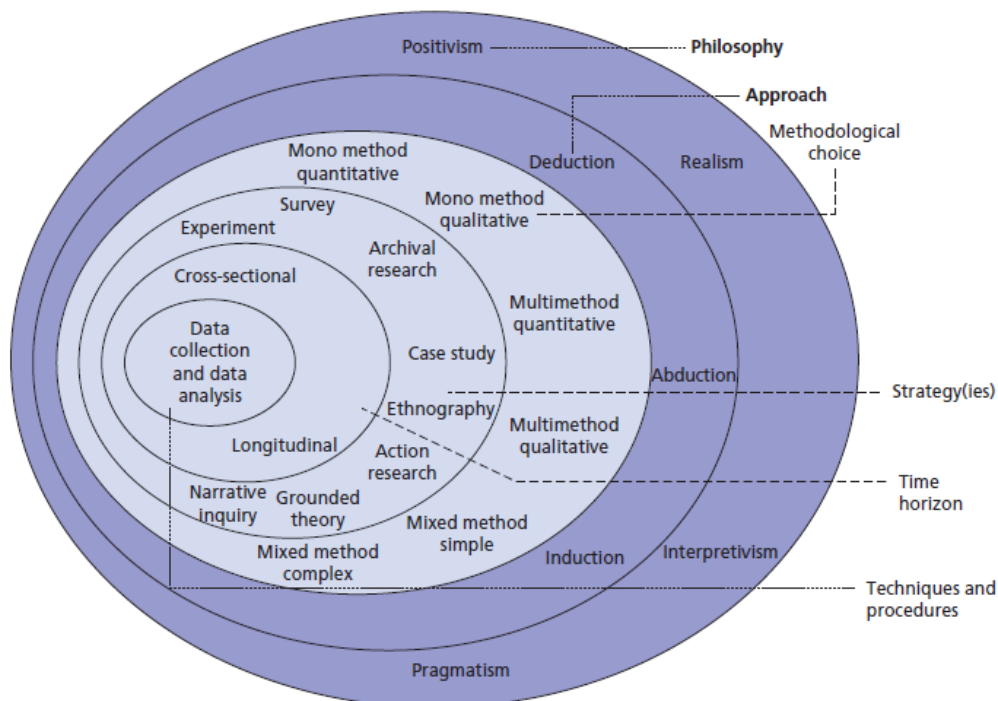 Positivism
Philosophy
Approach
Methodological
choice
Mono method
quantitative
Deduction
Realism
Mono method
qualitative
Survey
Experiment
Archival
research
Cross-sectional
Multimethod
quantitative
Data
collection
and data
analysis
Case study
Abduction
Strategy(ies)
Ethnography
Multimethod
qualitative
Longitudinal
Action
research
Time
horizon
Narrative
inquiry
Grounded
theory
Mixed method
simple
Mixed method
complex
Induction
Interpretivism
Techniques and
procedures
Pragmatism